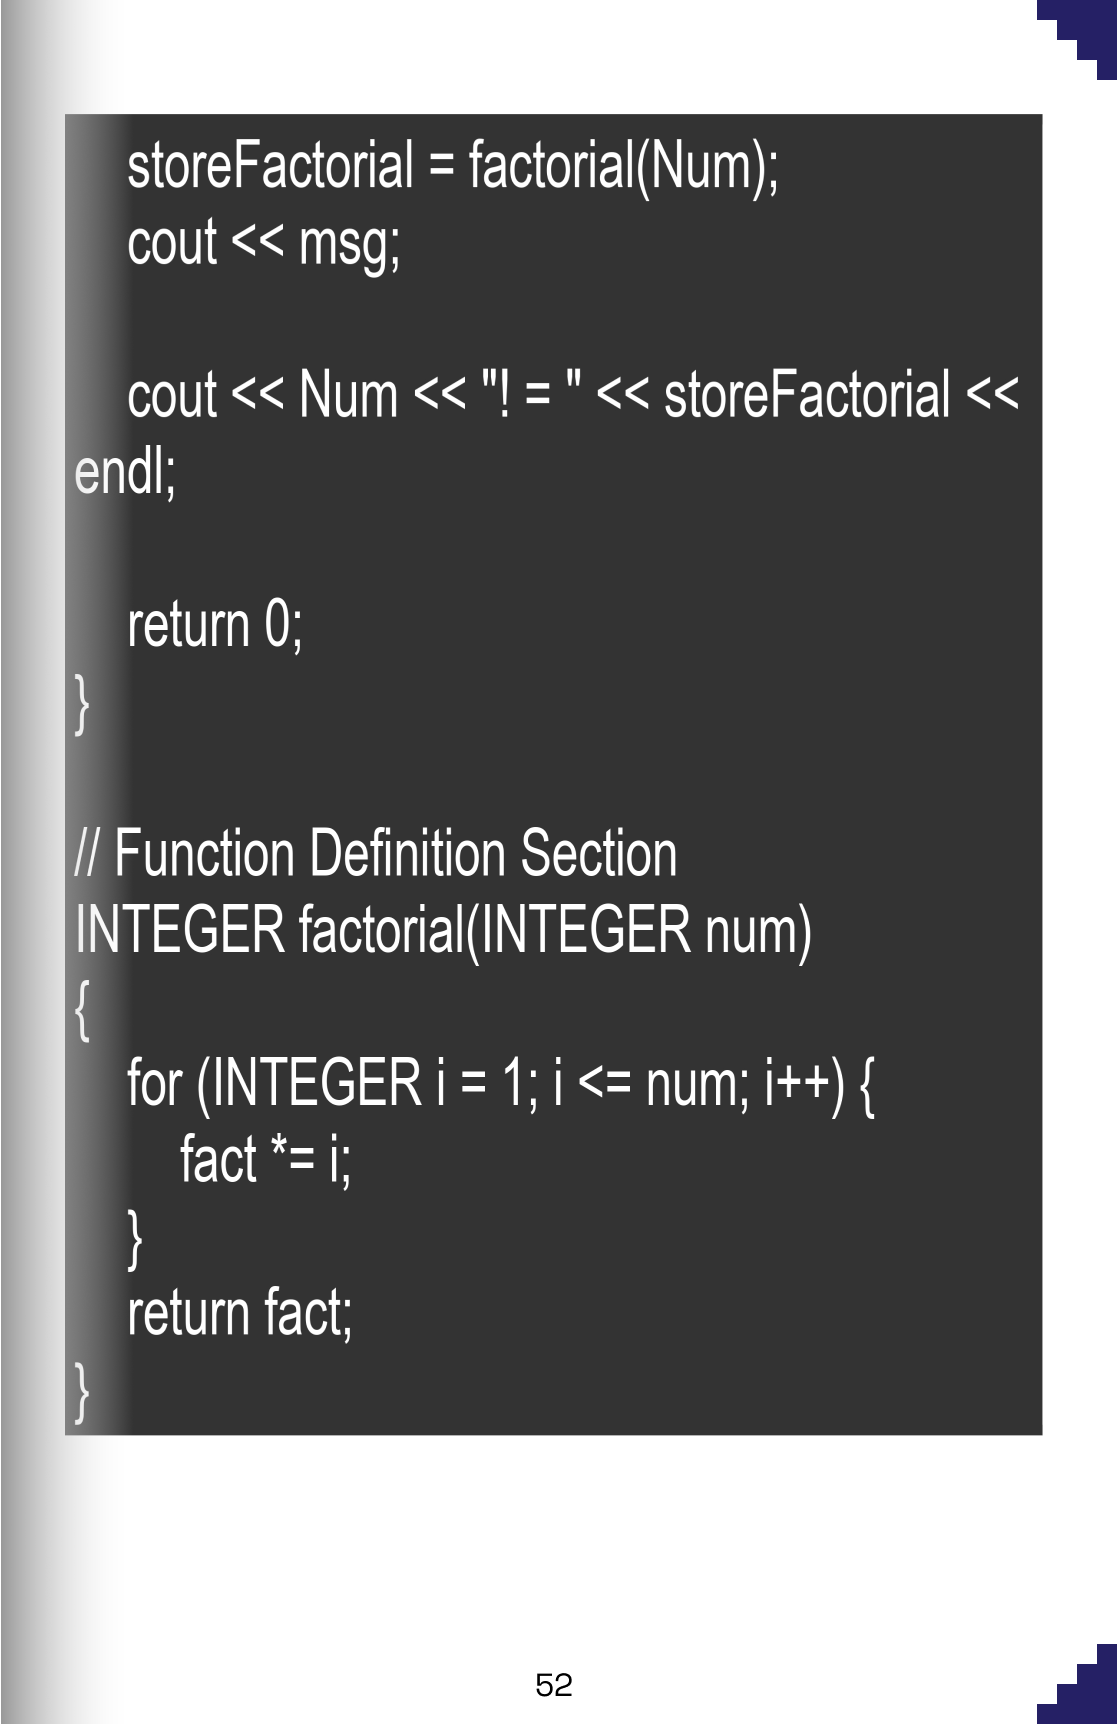 storeFactorial = factorial(Num);
cout << msg;
cout << Num << "! = " << storeFactorial <<
endl;
return 0;
}
// Function Definition Section
INTEGER factorial(INTEGER num)
{
for (INTEGER i = 1; i <= num; i++) {
fact *= i;
}
return fact;
}
52